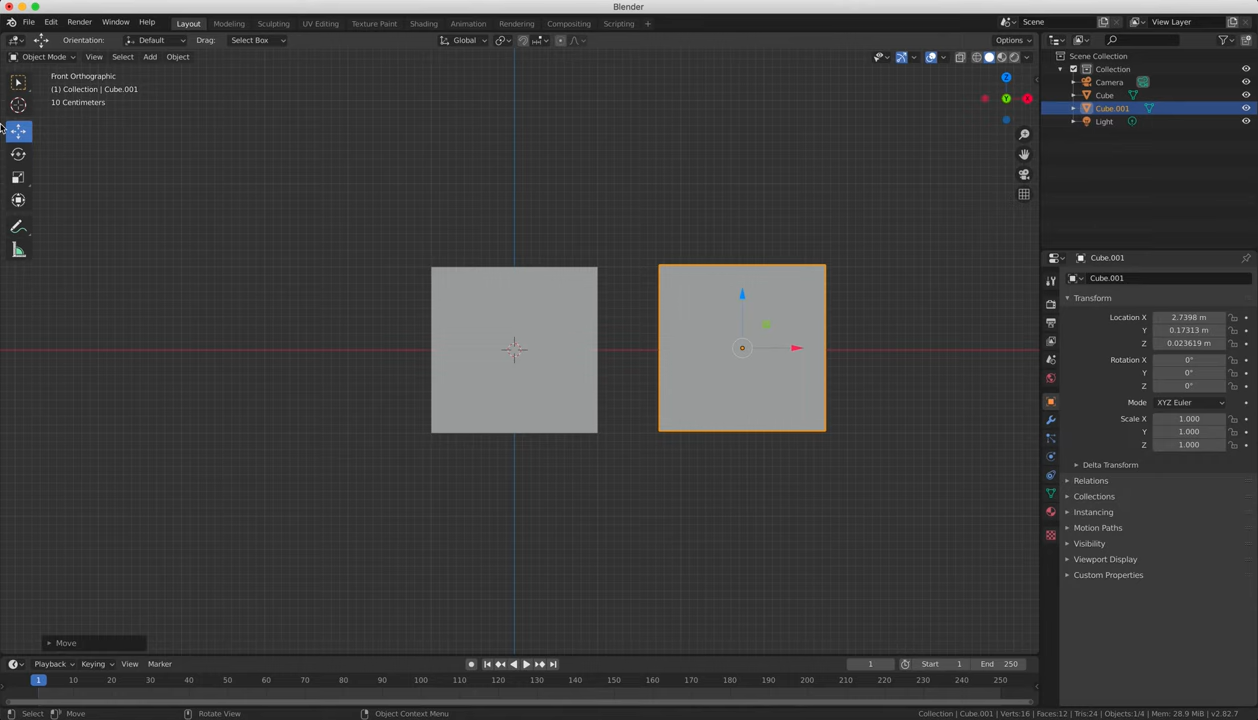 Blender
File Edit Render Window Help Layout Modeling Sculpting UV Editing Texture Paint Shading Animation Rendering Compositing Scripting Scene View Layer
Orientation: Default Drag: Select Box Global Options
Object Mode View Select Add Object
Front Orthographic
(1) Collection | Cube.001
10 Centimeters
Z
Y
X
Move
Scene Collection
Collection
Camera
Cube
Cube.001
Light
Cube.001
Cube.001
Transform
Location X 2.7398 m
Y 0.17313 m
Z 0.023619 m
Rotation X 0°
Y 0°
Z 0°
Mode XYZ Euler
Scale X 1.000
Y 1.000
Z 1.000
Delta Transform
Relations
Collections
Instancing
Motion Paths
Visibility
Viewport Display
Custom Properties
Playback Keying View Marker 1 Start 1 End 250
1 10 20 30 40 50 60 70 80 90 100 110 120 130 140 150 160 170 180 190 200 210 220 230 240 250
Select Move Rotate View Object Context Menu Collection | Cube.001 | Verts:16 | Faces:12 | Tris:24 | Objects:1/4 | Mem: 28.9 MiB | v2.82.7